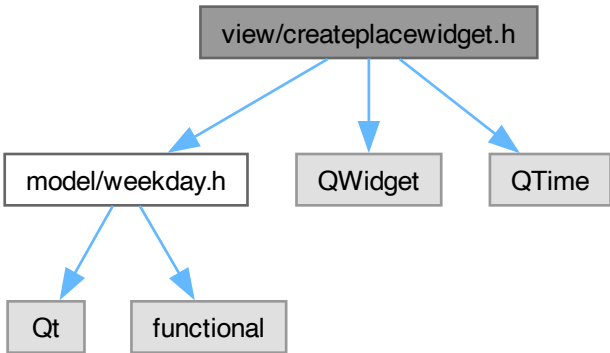 view/createplacewidget.h
model/weekday.h
QWidget
QTime
Qt
functional